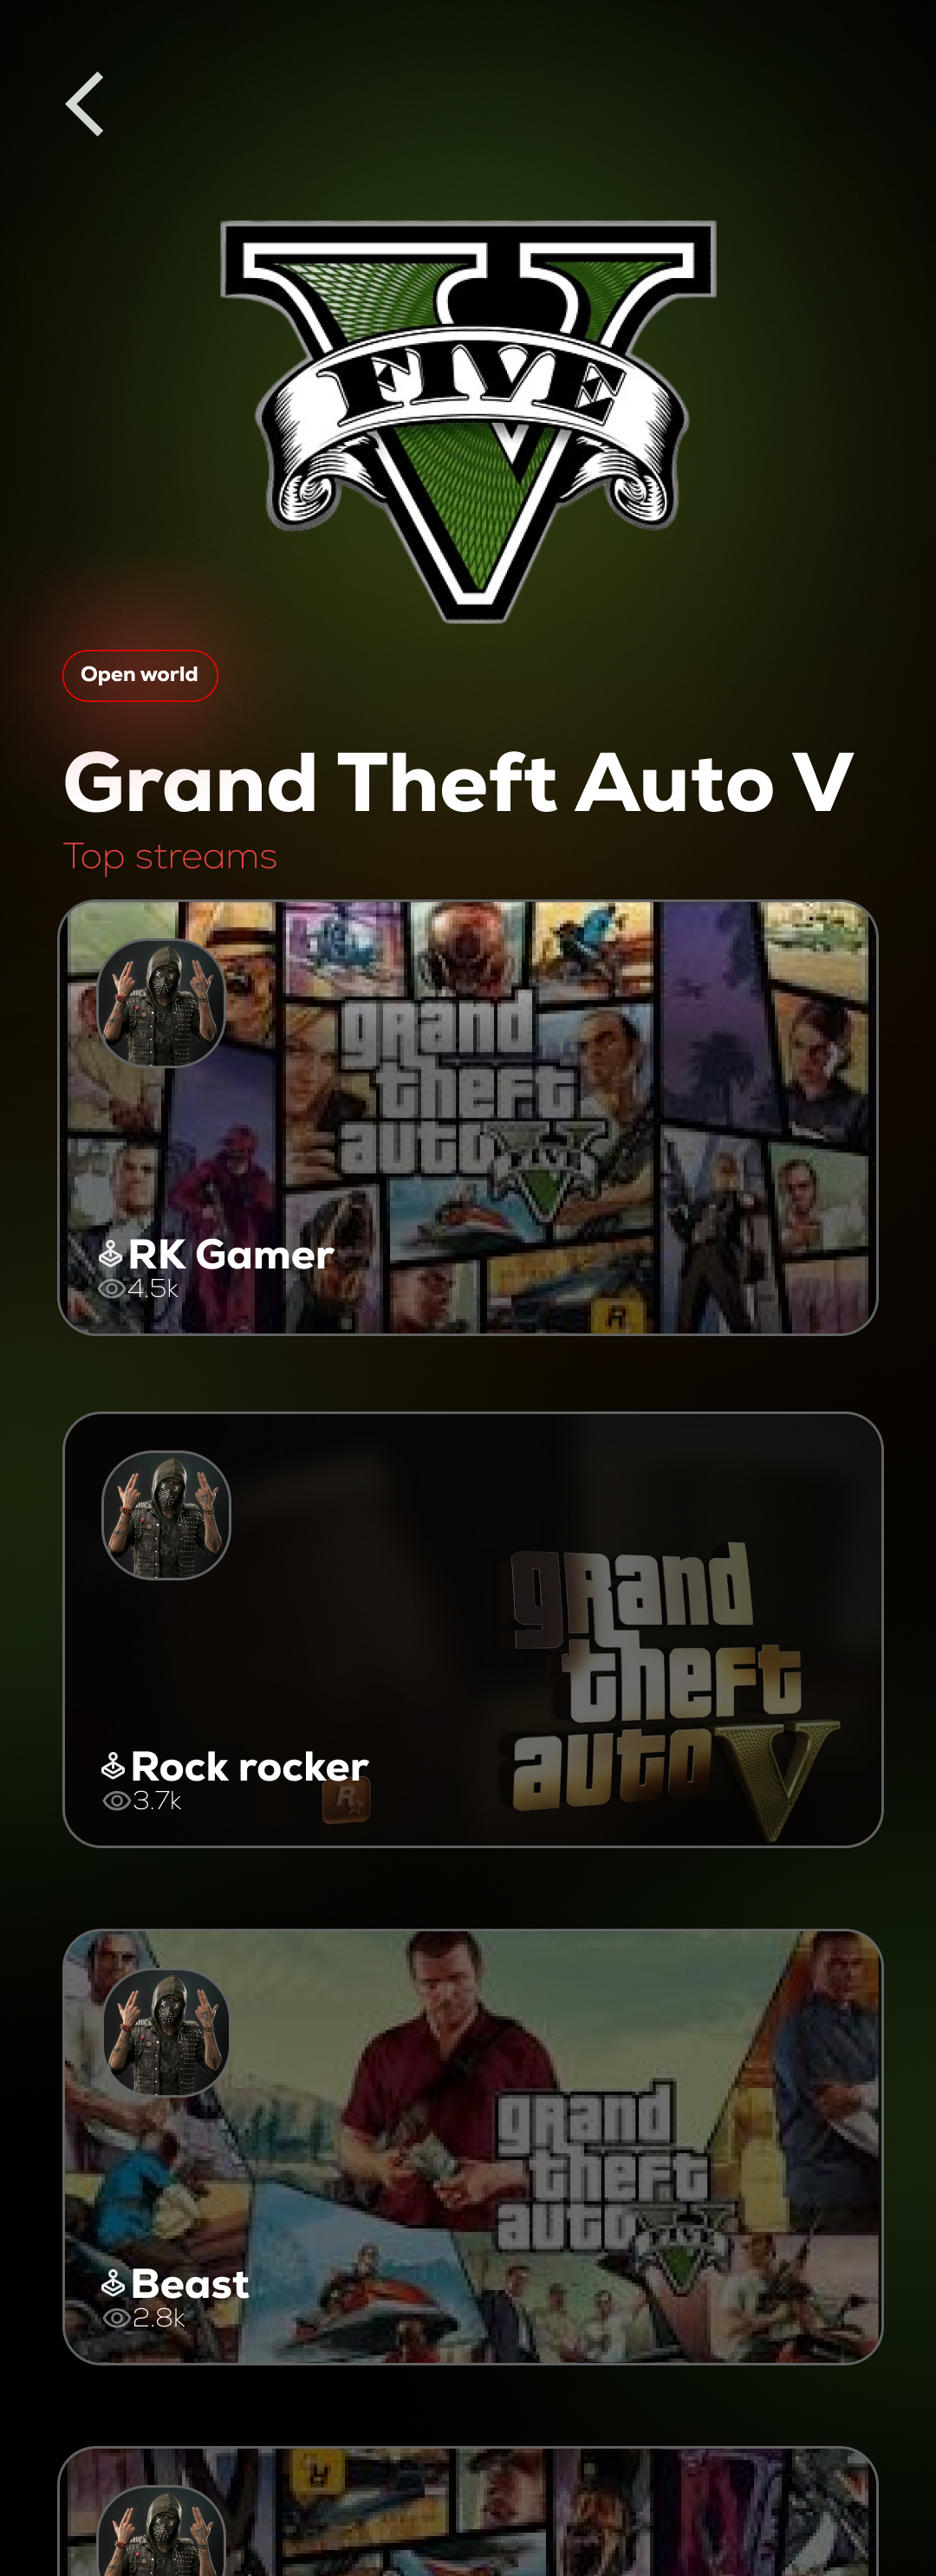 FIVE
Open world
Grand Theft Auto V
Top streams
grand
theft
auto
FIVE
RK Gamer
4.5k
R
grand
theft
auto V
Rock rocker
R
3.7k
grand
theft
auto
FIVE
Beast
2.8k
R